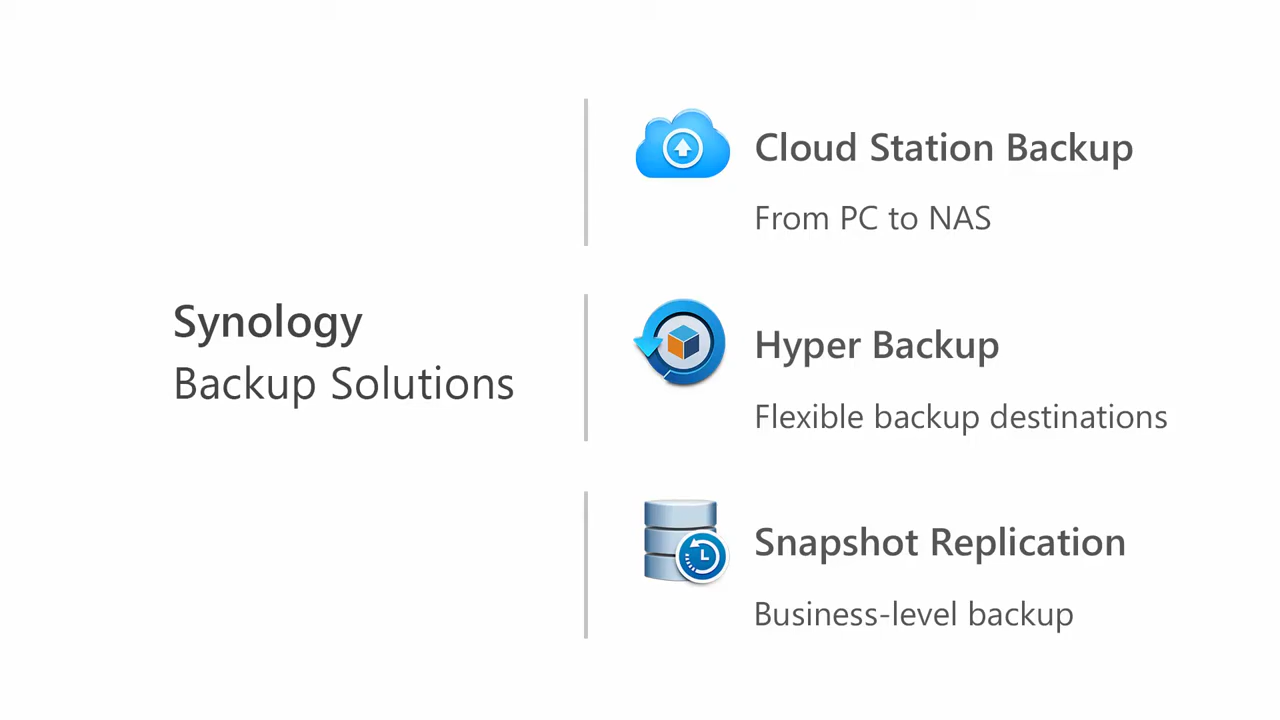 Synology
Backup Solutions
Cloud Station Backup
From PC to NAS
Hyper Backup
Flexible backup destinations
Snapshot Replication
Business-level backup